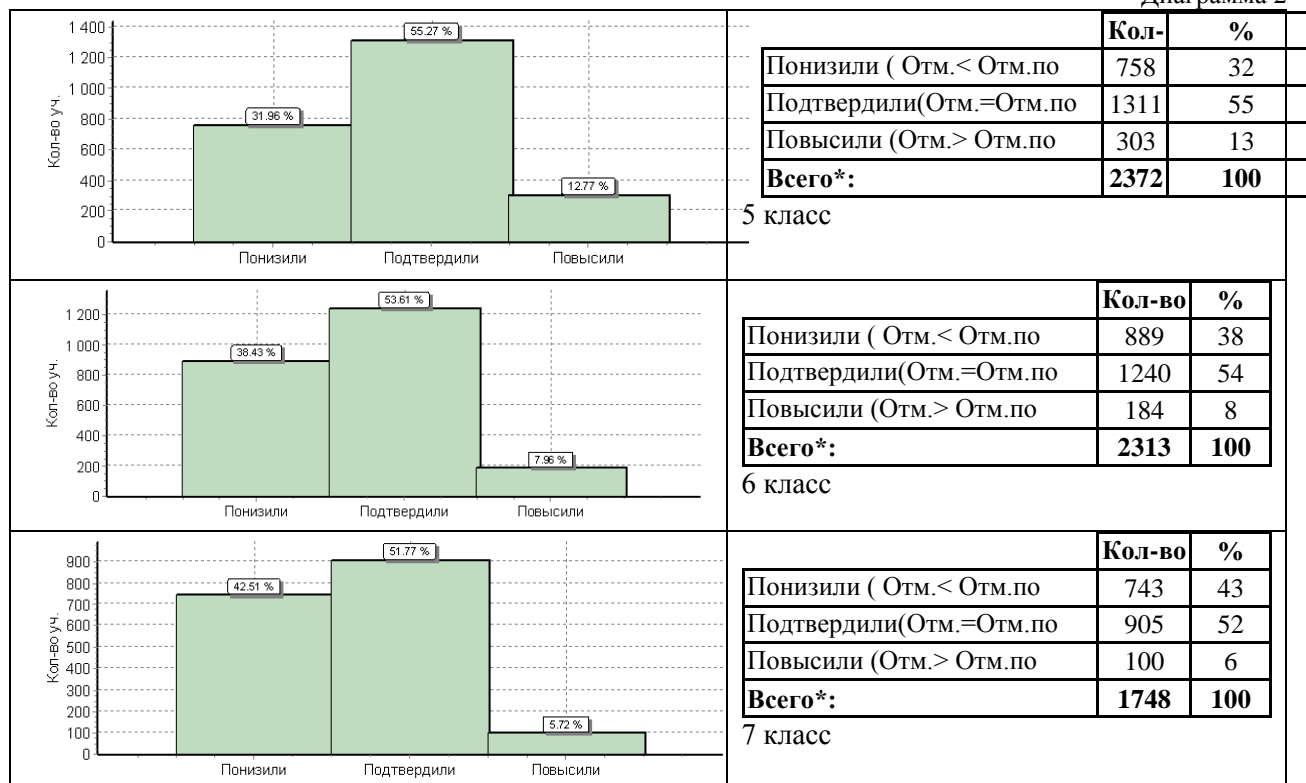 Диаграмма 2
1 400
1 200
1 000
800
600
400
200
0
Кол-во уч.
31.96 %
55.27 %
12.77 %
Понизили Подтвердили Повысили
Кол- %
Понизили ( Отм.< Отм.по 758 32
Подтвердили(Отм.=Отм.по 1311 55
Повысили (Отм.> Отм.по 303 13
Всего*: 2372 100
5 класс
1 200
1 000
800
600
400
200
0
Кол-во уч.
38.43 %
53.61 %
7.96 %
Понизили Подтвердили Повысили
Кол-во %
Понизили ( Отм.< Отм.по 889 38
Подтвердили(Отм.=Отм.по 1240 54
Повысили (Отм.> Отм.по 184 8
Всего*: 2313 100
6 класс
900
800
700
600
500
400
300
200
100
0
Кол-во уч.
42.51 %
51.77 %
5.72 %
Понизили Подтвердили Повысили
Кол-во %
Понизили ( Отм.< Отм.по 743 43
Подтвердили(Отм.=Отм.по 905 52
Повысили (Отм.> Отм.по 100 6
Всего*: 1748 100
7 класс